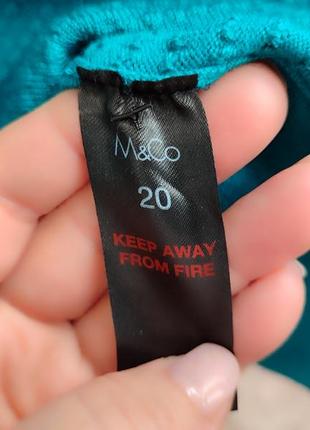 M&Co
20
KEEP AWAY
FROM FIRE